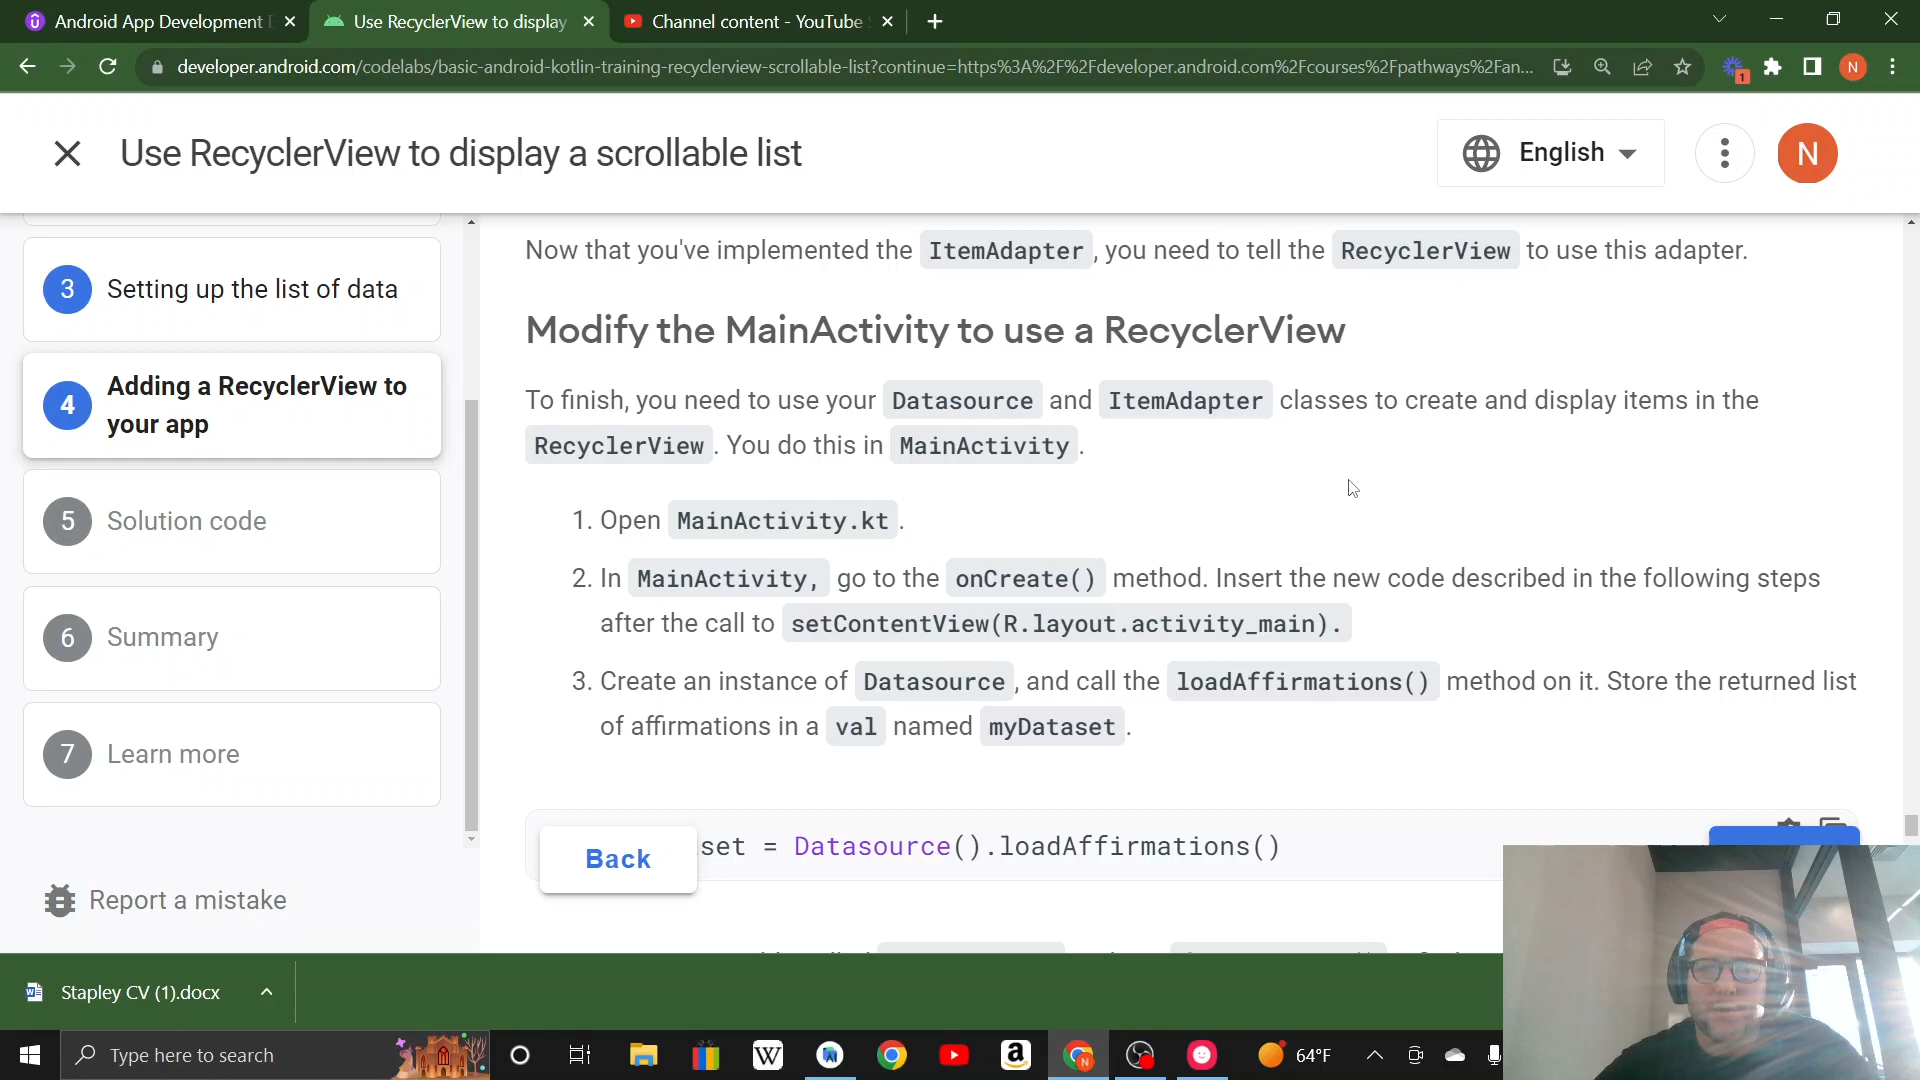 Android App Development
Use RecyclerView to display
Channel content - YouTube
developer.android.com/codelabs/basic-android-kotlin-training-recyclerview-scrollable-list?continue=https%3A%2F%2Fdeveloper.android.com%2Fcourses%2Fpathways%2Fan...
1
N
Use RecyclerView to display a scrollable list
English
N
3 Setting up the list of data
4 Adding a RecyclerView to
your app
5 Solution code
6 Summary
7 Learn more
Report a mistake
Now that you've implemented the ItemAdapter, you need to tell the RecyclerView to use this adapter.
Modify the MainActivity to use a RecyclerView
To finish, you need to use your Datasource and ItemAdapter classes to create and display items in the
RecyclerView. You do this in MainActivity.
1. Open MainActivity.kt.
2. In MainActivity, go to the onCreate() method. Insert the new code described in the following steps
after the call to setContentView(R.layout.activity_main).
3. Create an instance of Datasource, and call the loadAffirmations() method on it. Store the returned list
of affirmations in a val named myDataset.
set = Datasource().loadAffirmations()
Back
Stapley CV (1).docx
Type here to search
W
a
N
64°F